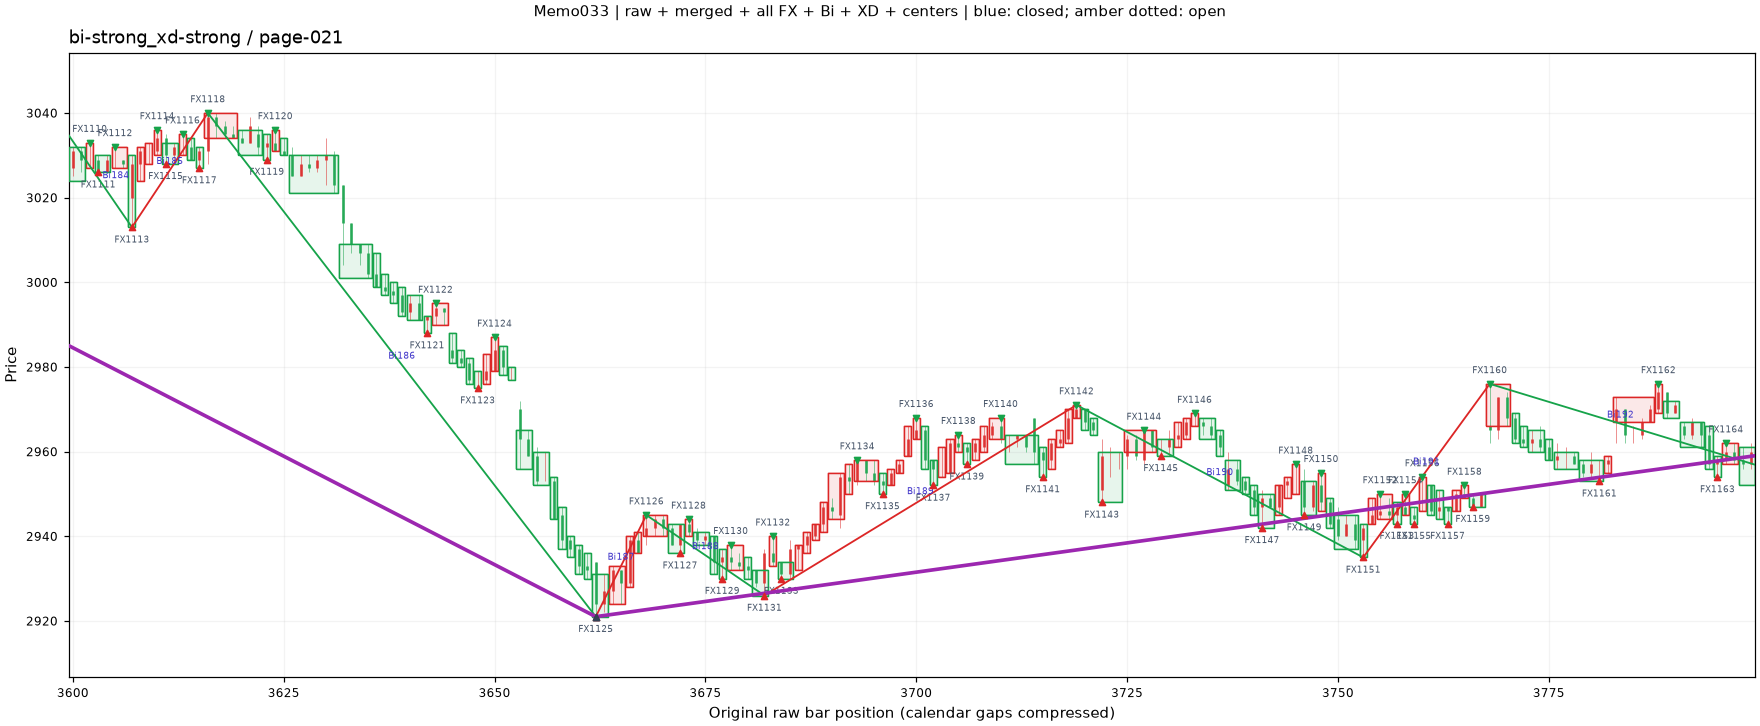 Memo033 | raw + merged + all FX + Bi + XD + centers | blue: closed; amber dotted: open
bi-strong_xd-strong / page-021
Price
3040
3020
3000
2980
2960
2940
2920
FX1110
FX1112
FX1114
FX1116
FX1118
FX1120
FX1111
Bi184
Bi185
FX1115
FX1117
FX1119
FX1113
FX1122
FX1121
Bi186
FX1124
FX1123
FX1125
FX1126
FX1128
FX1127
Bi188
FX1130
FX1129
FX1132
FX1131
FX1134
FX1135
FX1136
FX1137
FX1138
FX1139
FX1140
FX1141
FX1142
FX1143
FX1144
FX1145
FX1146
Bi190
FX1147
FX1148
FX1149
FX1150
FX1151
FX1157
FX1158
FX1159
FX1160
FX1161
FX1162
Bi192
FX1164
FX1163
3600
3625
3650
3675
3700
3725
3750
3775
Original raw bar position (calendar gaps compressed)